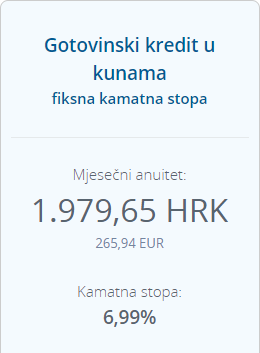 Gotovinski kredit u
kunama
fiksna kamatna stopa
Mjesečni anuitet:
1.979,65 HRK
265,94 EUR
Kamatna stopa:
6,99%